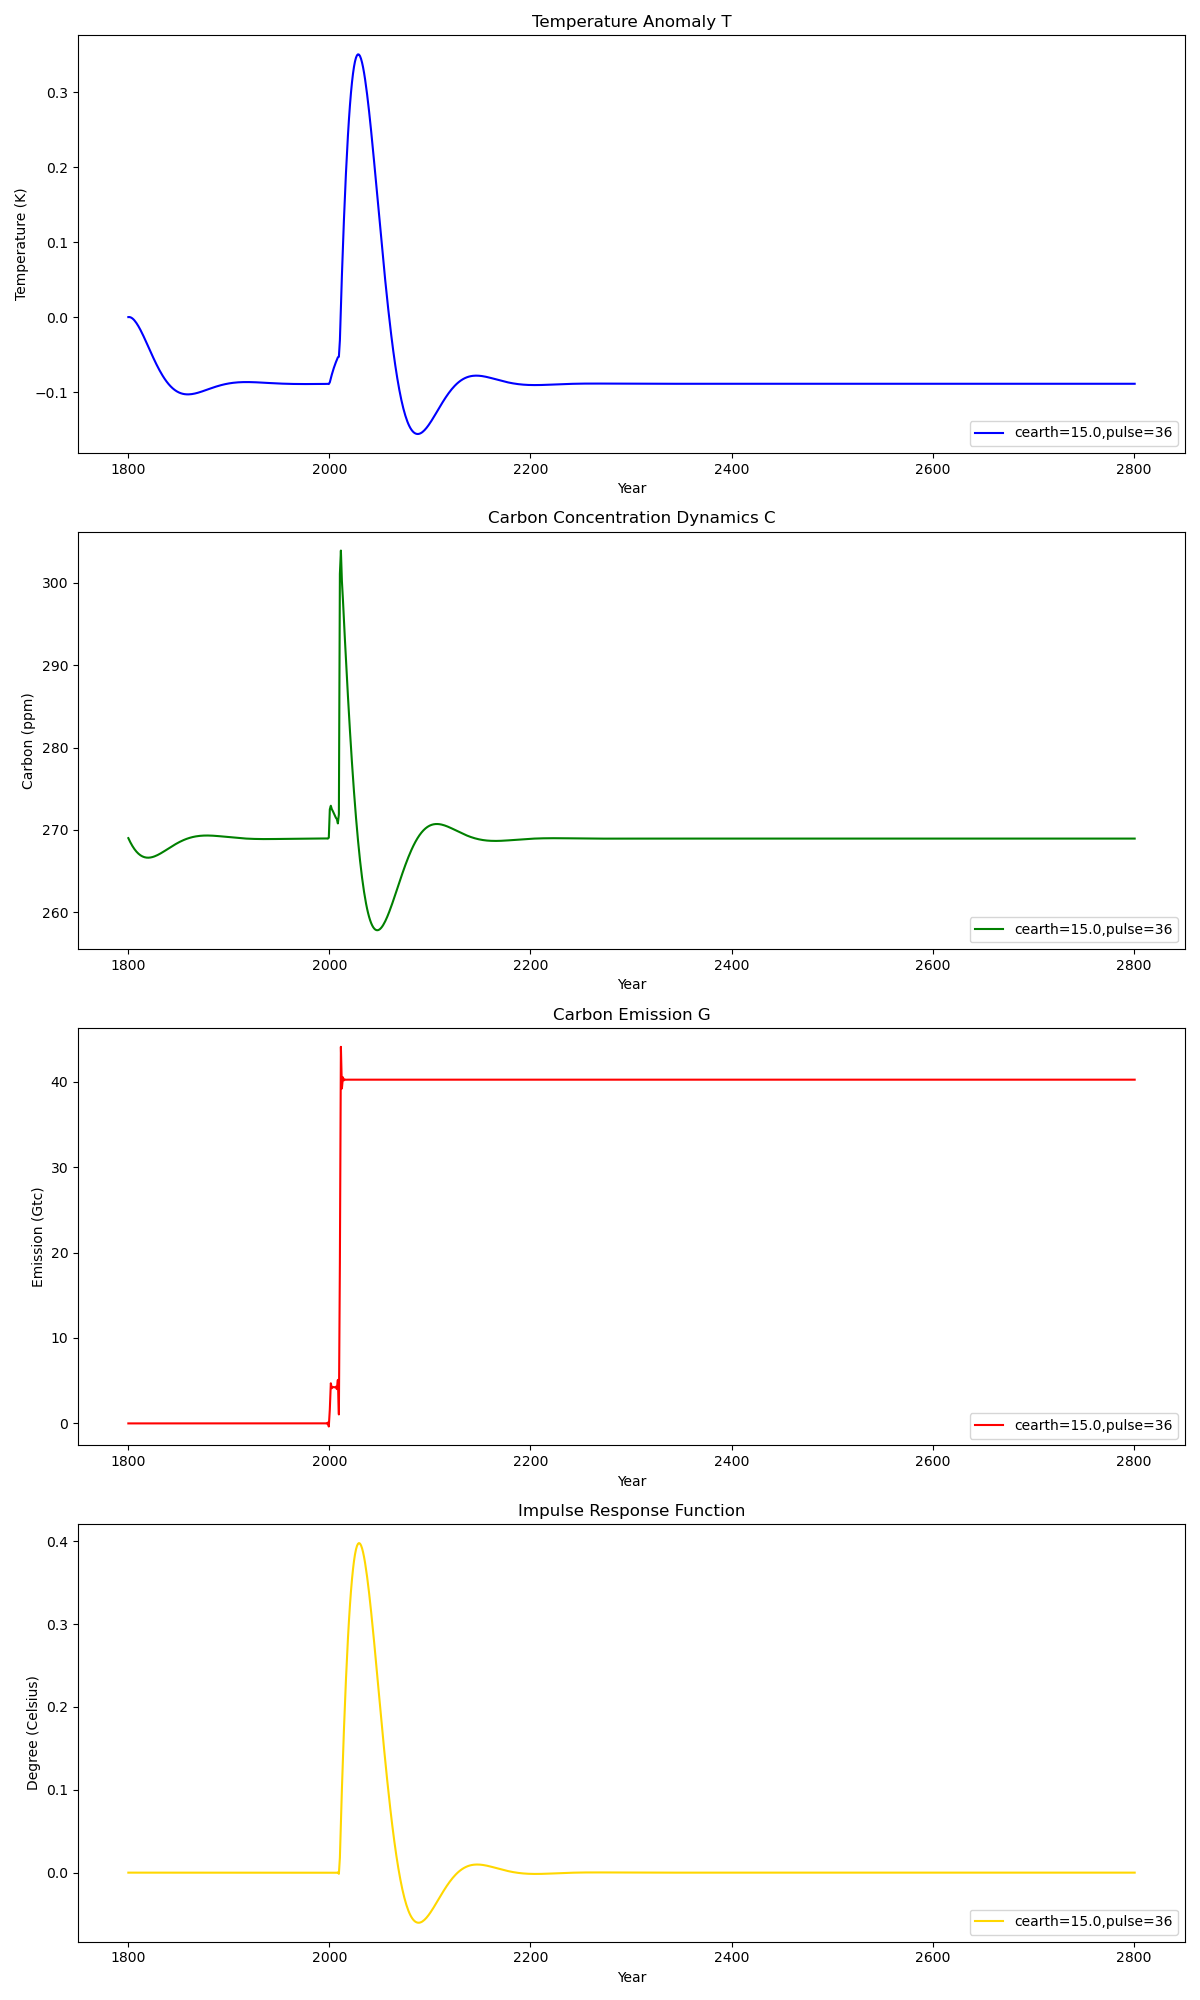 Temperature Anomaly T
Temperature (K)
0.3
0.2
0.1
0.0
−0.1
cearth=15.0,pulse=36
1800 2000 2200 2400 2600 2800
Year
Carbon Concentration Dynamics C
Carbon (ppm)
300
290
280
270
260
cearth=15.0,pulse=36
1800 2000 2200 2400 2600 2800
Year
Carbon Emission G
Emission (Gtc)
40
30
20
10
0
cearth=15.0,pulse=36
1800 2000 2200 2400 2600 2800
Year
Impulse Response Function
Degree (Celsius)
0.4
0.3
0.2
0.1
0.0
cearth=15.0,pulse=36
1800 2000 2200 2400 2600 2800
Year